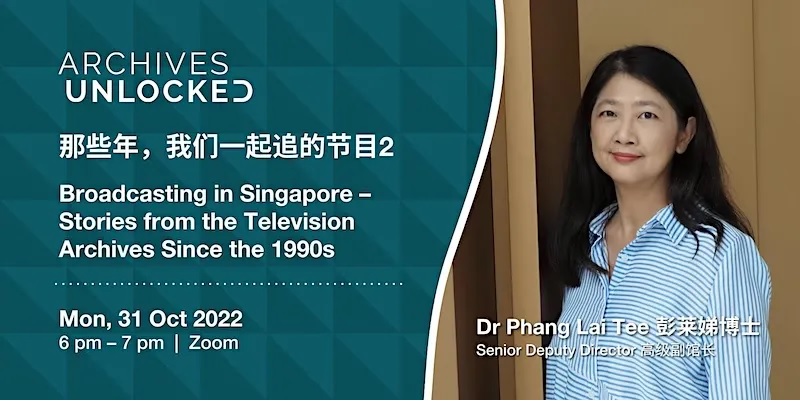 ARCHIVES
UNLOCKED
那些年，我们一起追的节目2
Broadcasting in Singapore –
Stories from the Television
Archives Since the 1990s
Mon, 31 Oct 2022
6 pm – 7 pm | Zoom
Dr Phang Lai Tee 彭莱娣博士
Senior Deputy Director 高级副馆长